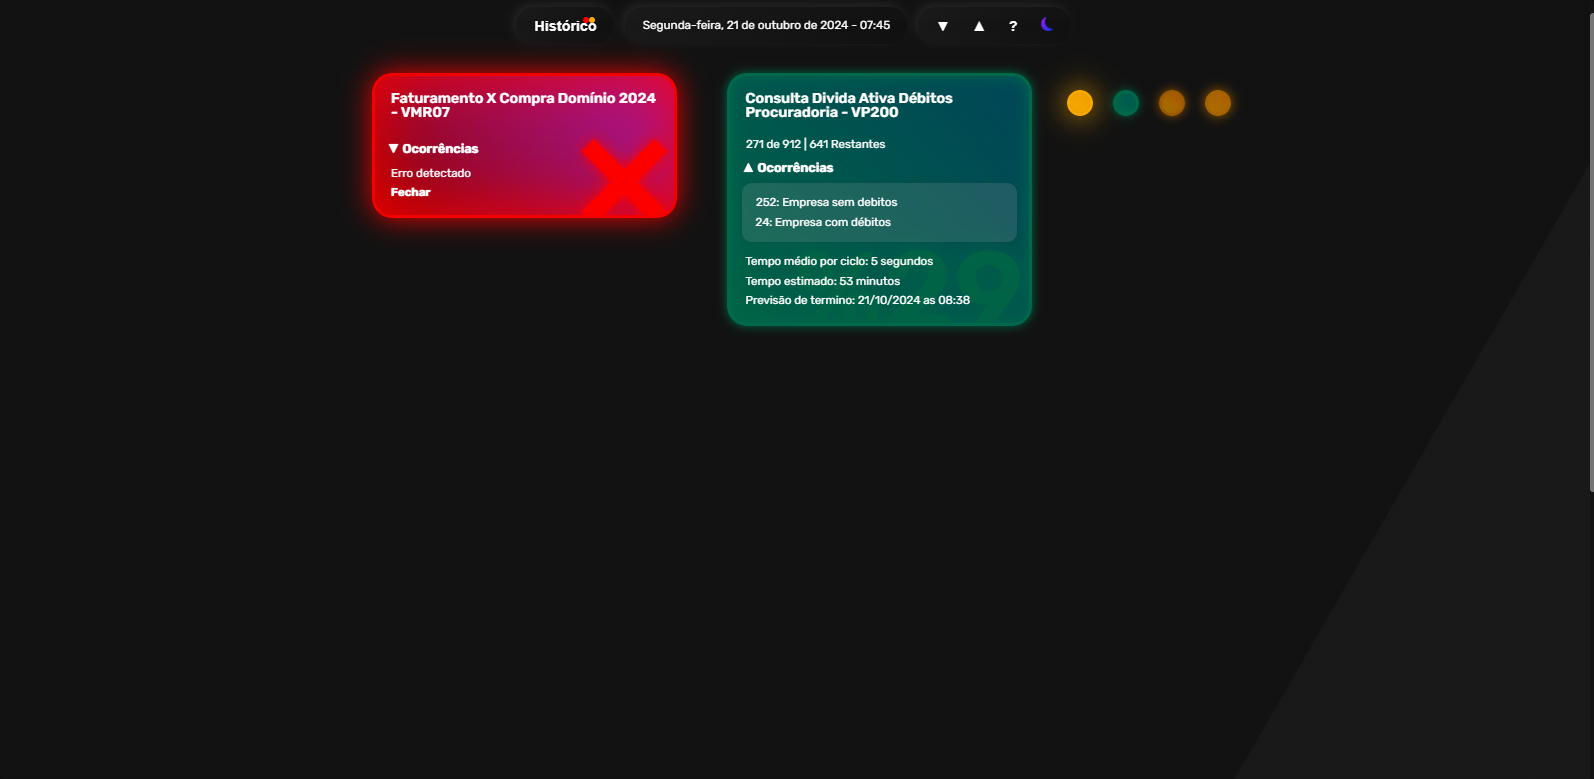 Histórico
Segunda-feira, 21 de outubro de 2024 - 07:45
▼ ▲ ?
Faturamento X Compra Domínio 2024
- VMR07
▼ Ocorrências
Erro detectado
Fechar
Consulta Divida Ativa Débitos
Procuradoria - VP200
271 de 912 | 641 Restantes
▲ Ocorrências
252: Empresa sem debitos
24: Empresa com débitos
29
Tempo médio por ciclo: 5 segundos
Tempo estimado: 53 minutos
Previsão de termino: 21/10/2024 as 08:38